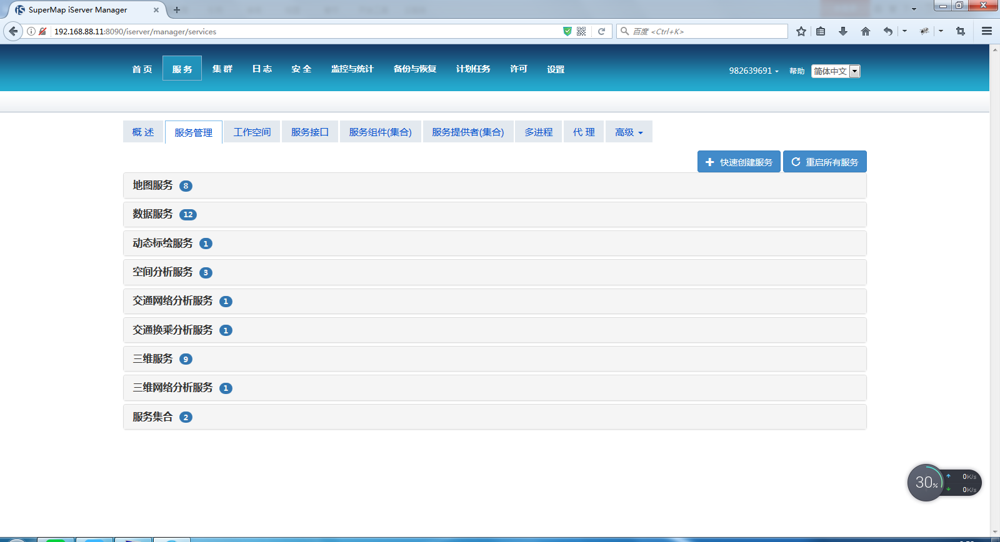 SuperMap iServer Manager
192.168.88.11:8090/iserver/manager/services
百度 <Ctrl+K>
首 页 服 务 集 群 日 志 安 全 监控与统计 备份与恢复 计划任务 许可 设置 982639691 帮助 简体中文
概 述 服务管理 工作空间 服务接口 服务组件(集合) 服务提供者(集合) 多进程 代 理 高级
快速创建服务 重启所有服务
地图服务 8
数据服务 12
动态标绘服务 1
空间分析服务 3
交通网络分析服务 1
交通换乘分析服务 1
三维服务 9
三维网络分析服务 1
服务集合 2
30% 0K/s
0K/s